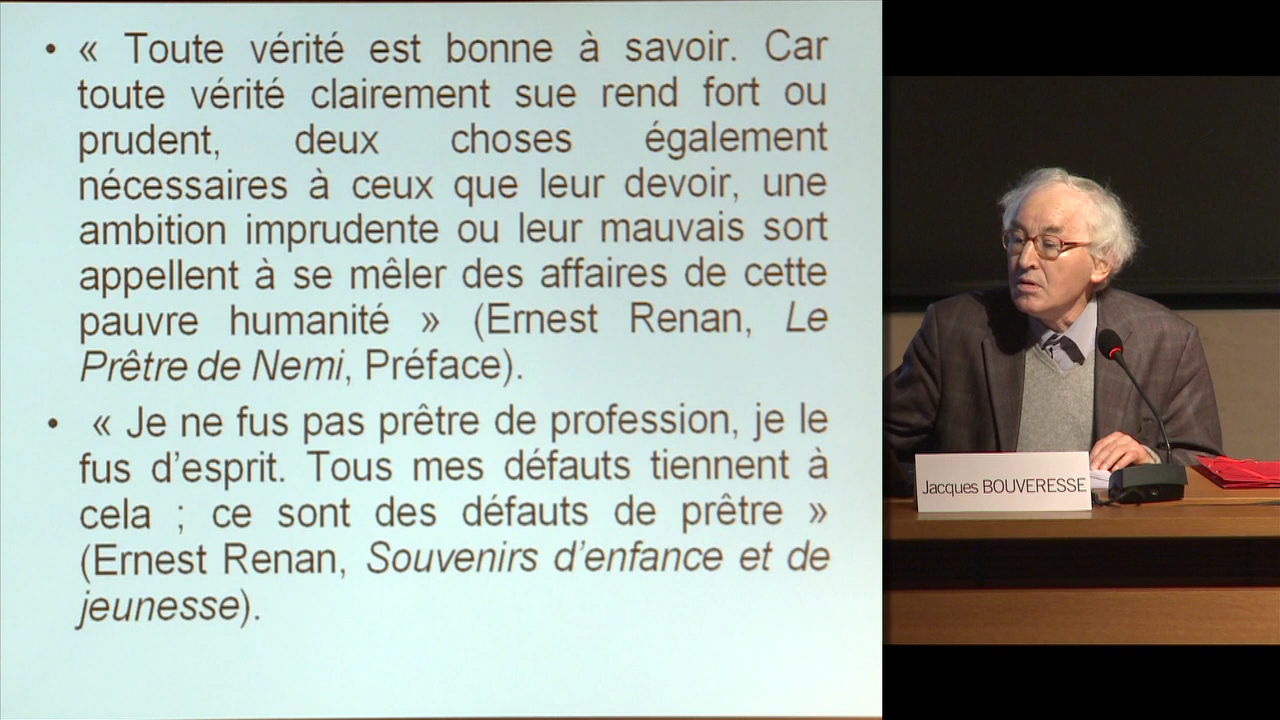 • « Toute vérité est bonne à savoir. Car
toute vérité clairement sue rend fort ou
prudent, deux choses également
nécessaires à ceux que leur devoir, une
ambition imprudente ou leur mauvais sort
appellent à se mêler des affaires de cette
pauvre humanité » (Ernest Renan, Le
Prêtre de Nemi, Préface).
• « Je ne fus pas prêtre de profession, je le
fus d’esprit. Tous mes défauts tiennent à
cela ; ce sont des défauts de prêtre »
(Ernest Renan, Souvenirs d’enfance et de
jeunesse).
Jacques BOUVERESSE